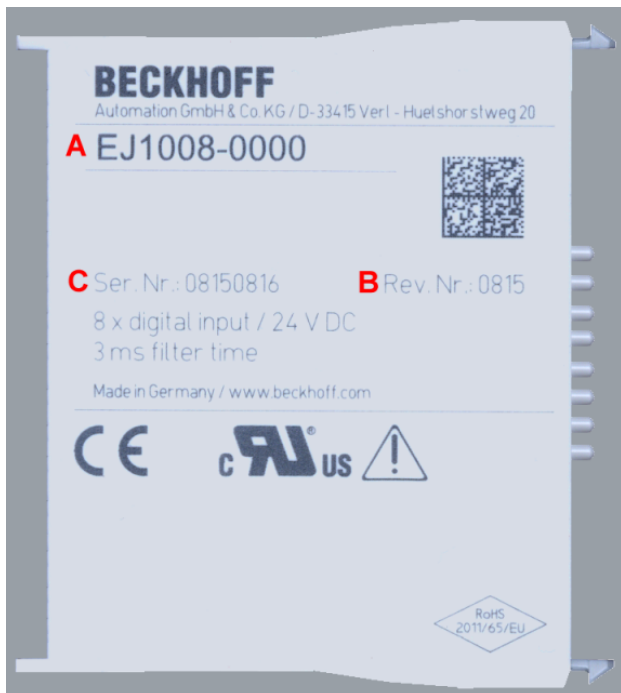 BECKHOFF
Automation GmbH & Co. KG / D-33415 Verl - Huelshorstweg 20
A EJ1008-0000
C Ser. Nr.: 08150816 B Rev. Nr.: 0815
8 x digital input / 24 V DC
3 ms filter time
Made in Germany / www.beckhoff.com
CE c RU ® US
RoHS
2011/65/EU